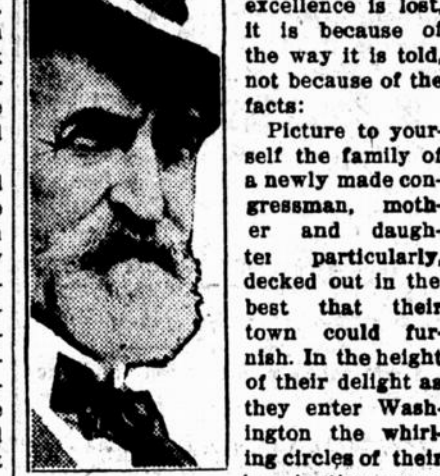 excellence is lost,
it is because of
the way it is told,
not because of the
facts:
Picture to your-
self the family of
a newly made con-
gressman, moth-
er and daugh-
ter particularly,
decked out in the
best that their
town could fur-
nish. In the height
of their delight as
they enter Wash-
ington the whirl-
ing circles of their